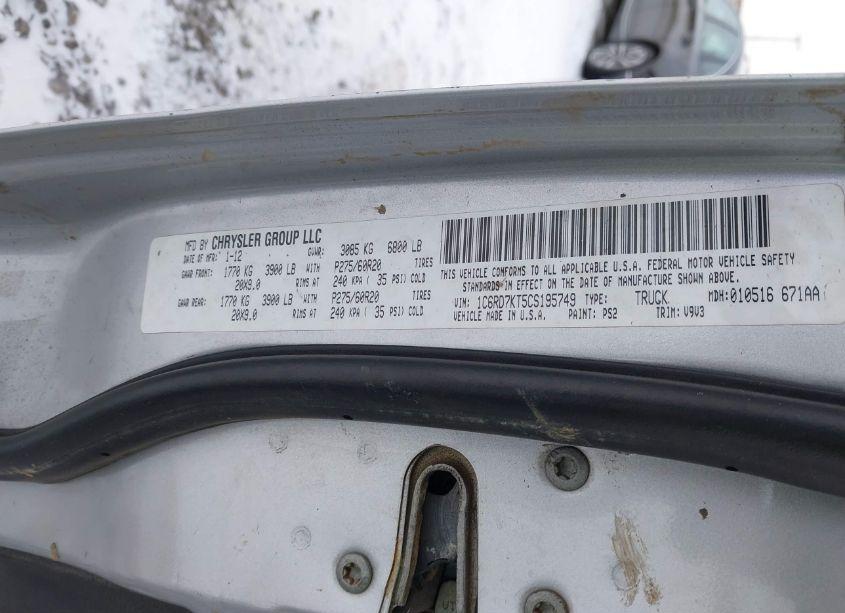 MFD BY CHRYSLER GROUP LLC
DATE OF MFR: 1-12 GVWR: 3085 KG 6800 LB
GAWR FRONT: 1770 KG 3900 LB WITH P275/60R20 TIRES
20X9.0 RIMS AT 240 KPA ( 35 PSI) COLD
GAWR REAR: 1770 KG 3900 LB WITH P275/60R20 TIRES
20X9.0 RIMS AT 240 KPA ( 35 PSI) COLD
THIS VEHICLE CONFORMS TO ALL APPLICABLE U.S.A. FEDERAL MOTOR VEHICLE SAFETY
STANDARDS IN EFFECT ON THE DATE OF MANUFACTURE SHOWN ABOVE.
VIN: 1C6RD7KT5CS195749 TYPE: TRUCK MDH: 010516 671AA
VEHICLE MADE IN U.S.A. PAINT: PS2 TRIM: V9V3